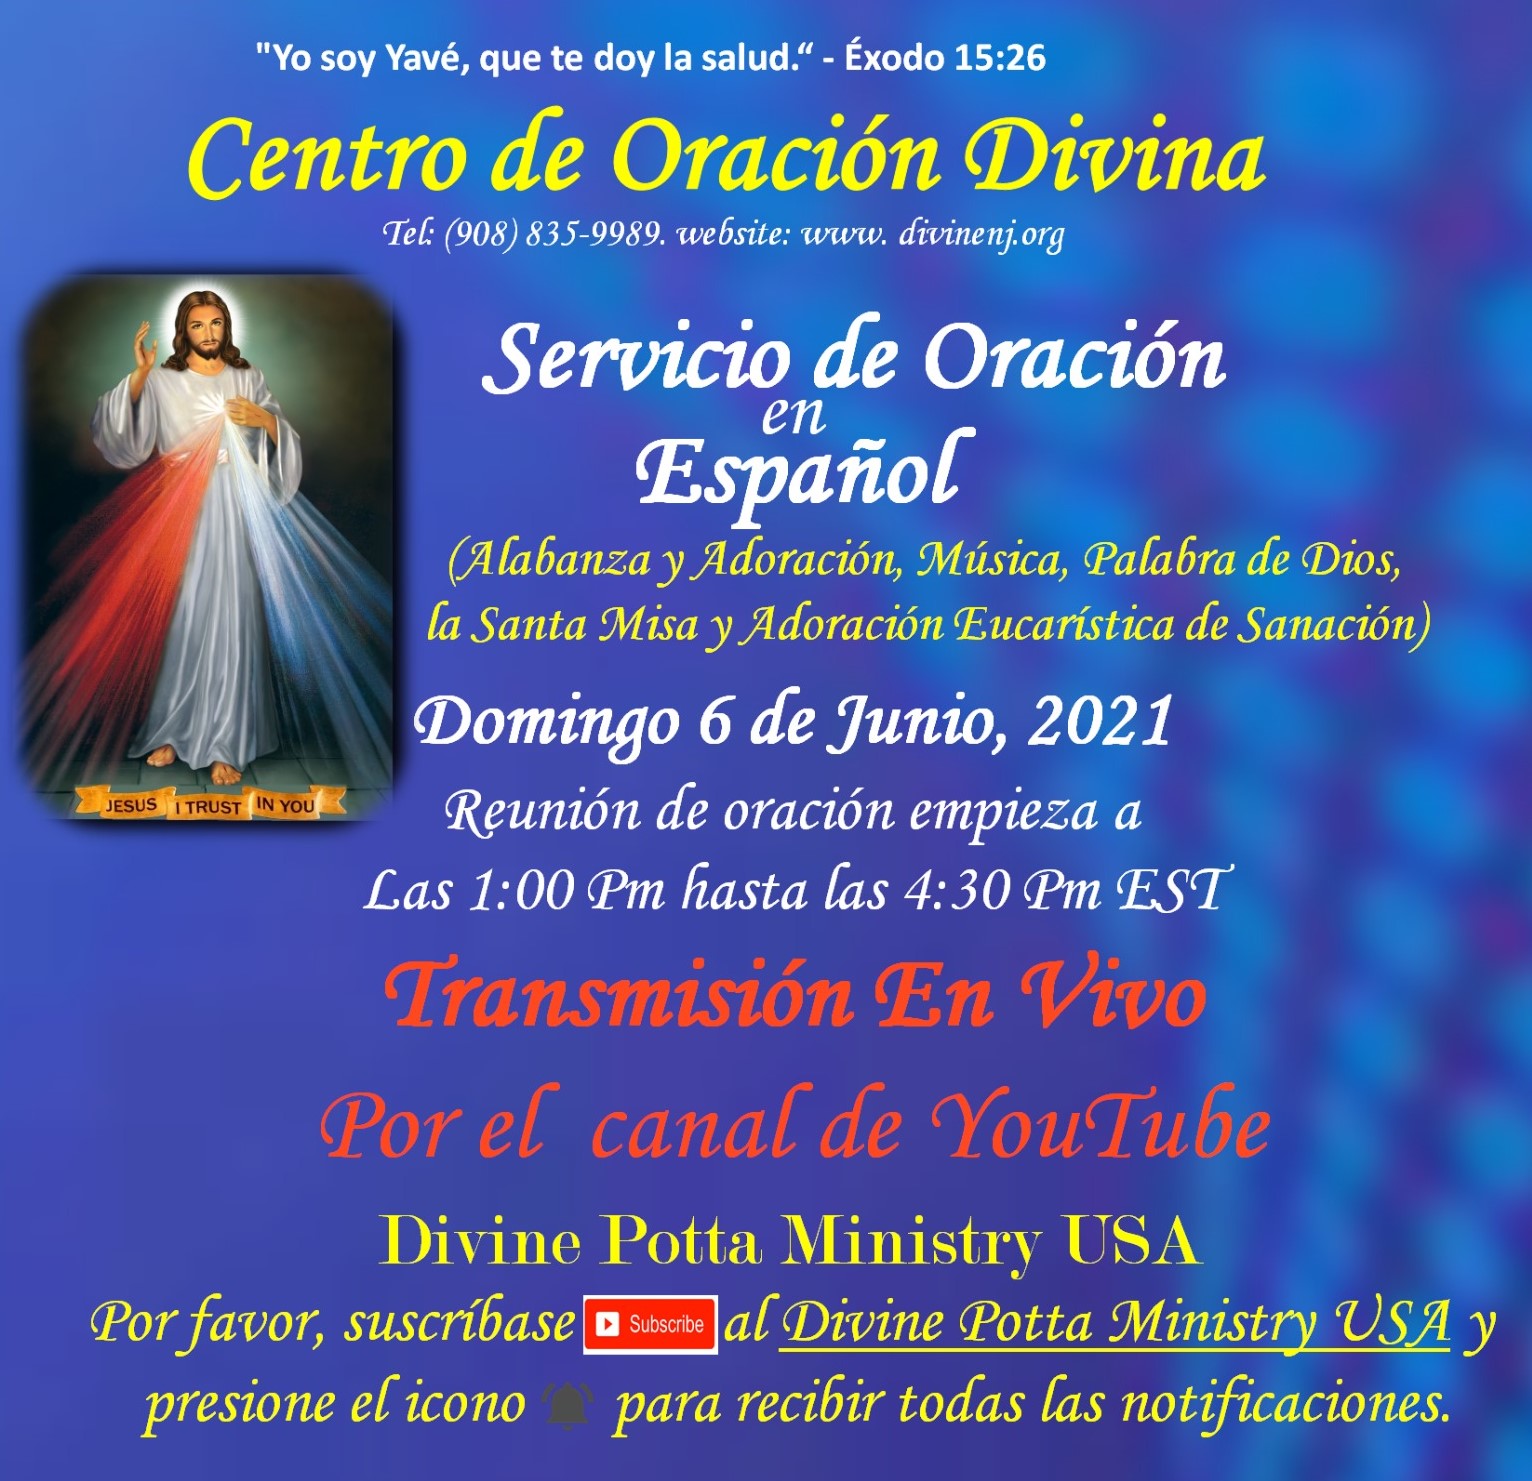 "Yo soy Yavé, que te doy la salud.“ - Éxodo 15:26
Centro de Oración Divina
Tel: (908) 835-9989. website: www. divinenj.org
Servicio de Oración
en
Español
(Alabanza y Adoración, Música, Palabra de Dios,
la Santa Misa y Adoración Eucarística de Sanación)
Domingo 6 de Junio, 2021
JESUS I TRUST IN YOU
Reunión de oración empieza a
Las 1:00 Pm hasta las 4:30 Pm EST
Transmisión En Vivo
Por el canal de YouTube
Divine Potta Ministry USA
Por favor, suscríbase Subscribe al Divine Potta Ministry USA y
presione el icono para recibir todas las notificaciones.